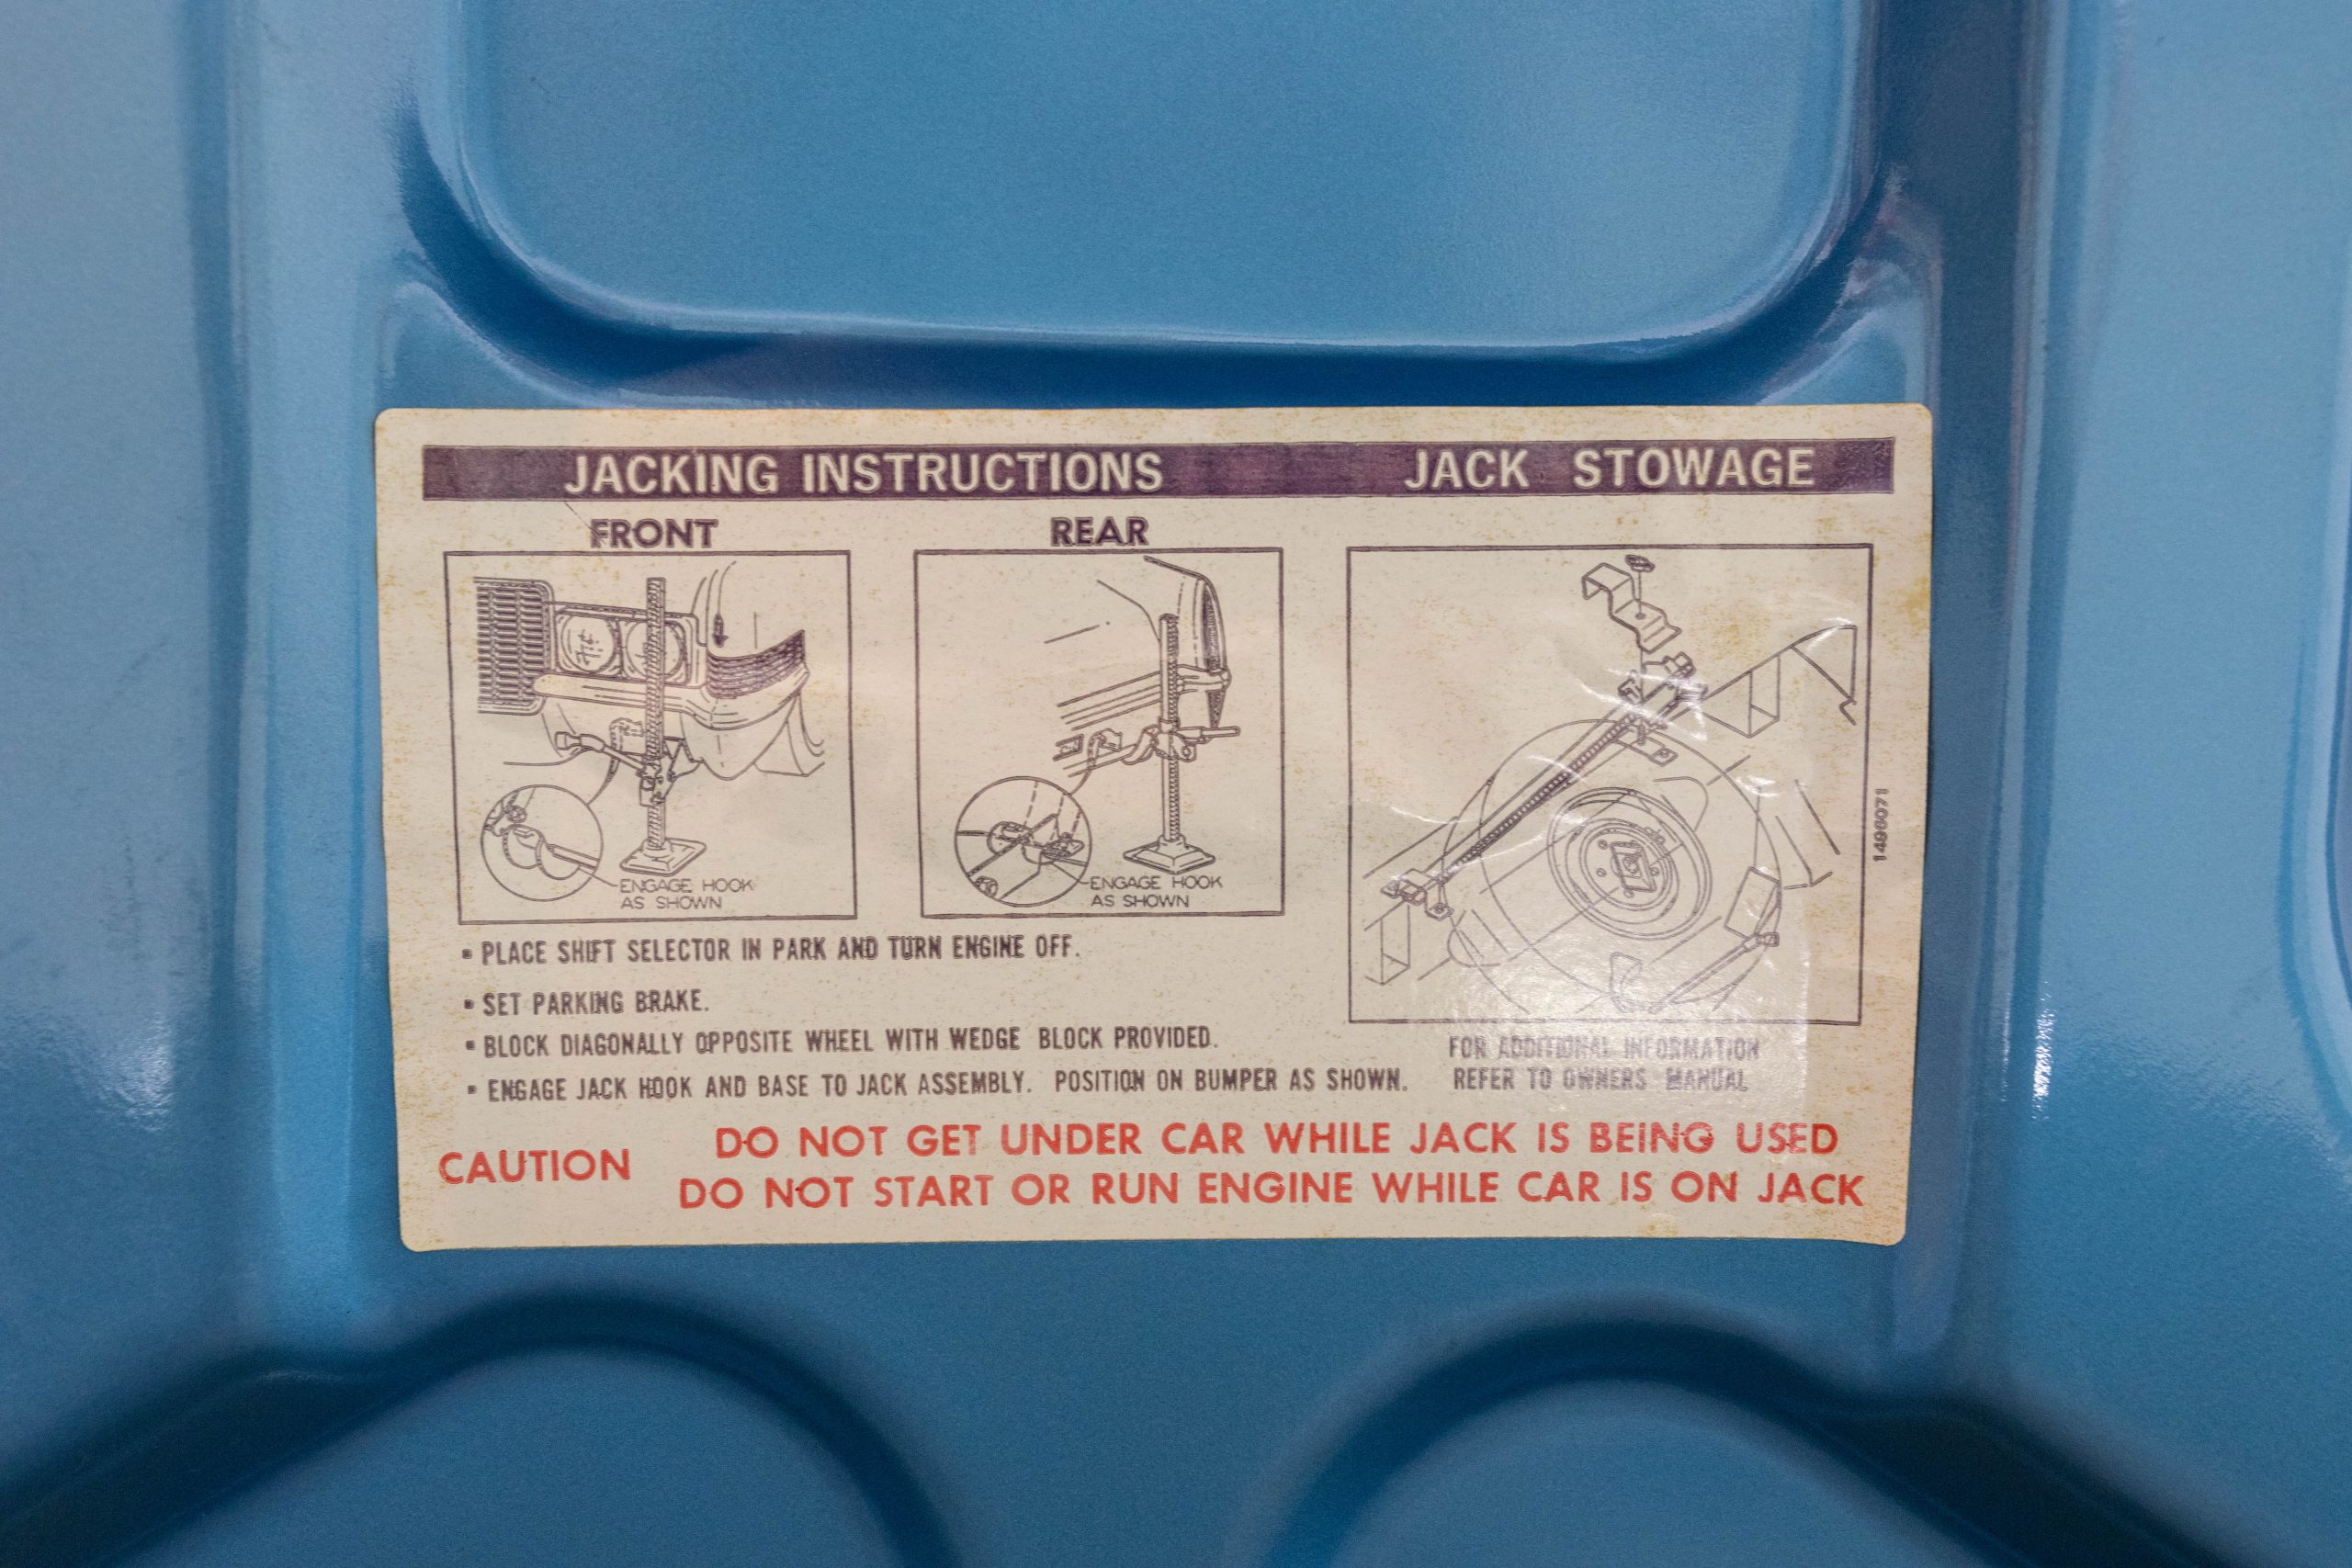 JACKING INSTRUCTIONS
JACK STOWAGE
FRONT
REAR
ENGAGE HOOK
AS SHOWN
ENGAGE HOOK
AS SHOWN
1496071
• PLACE SHIFT SELECTOR IN PARK AND TURN ENGINE OFF.
• SET PARKING BRAKE.
• BLOCK DIAGONALLY OPPOSITE WHEEL WITH WEDGE BLOCK PROVIDED.
• ENGAGE JACK HOOK AND BASE TO JACK ASSEMBLY. POSITION ON BUMPER AS SHOWN.
FOR ADDITIONAL INFORMATION
REFER TO OWNERS MANUAL
CAUTION
DO NOT GET UNDER CAR WHILE JACK IS BEING USED
DO NOT START OR RUN ENGINE WHILE CAR IS ON JACK